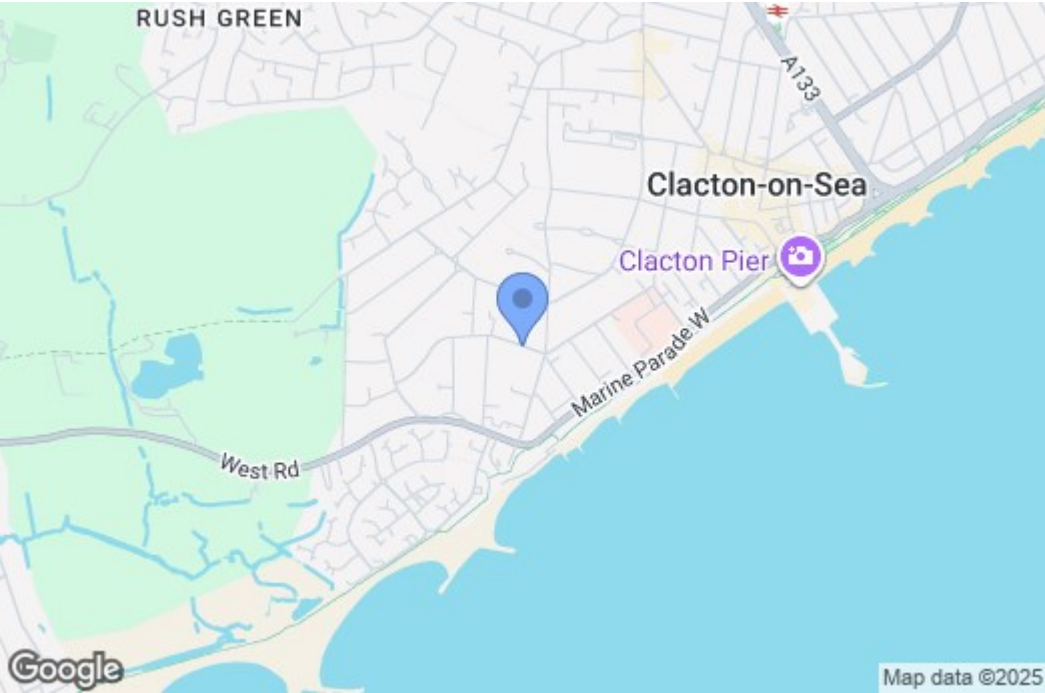 RUSH GREEN
A133
Clacton-on-Sea
Clacton Pier
Marine Parade W
West Rd
Google
Map data ©2025